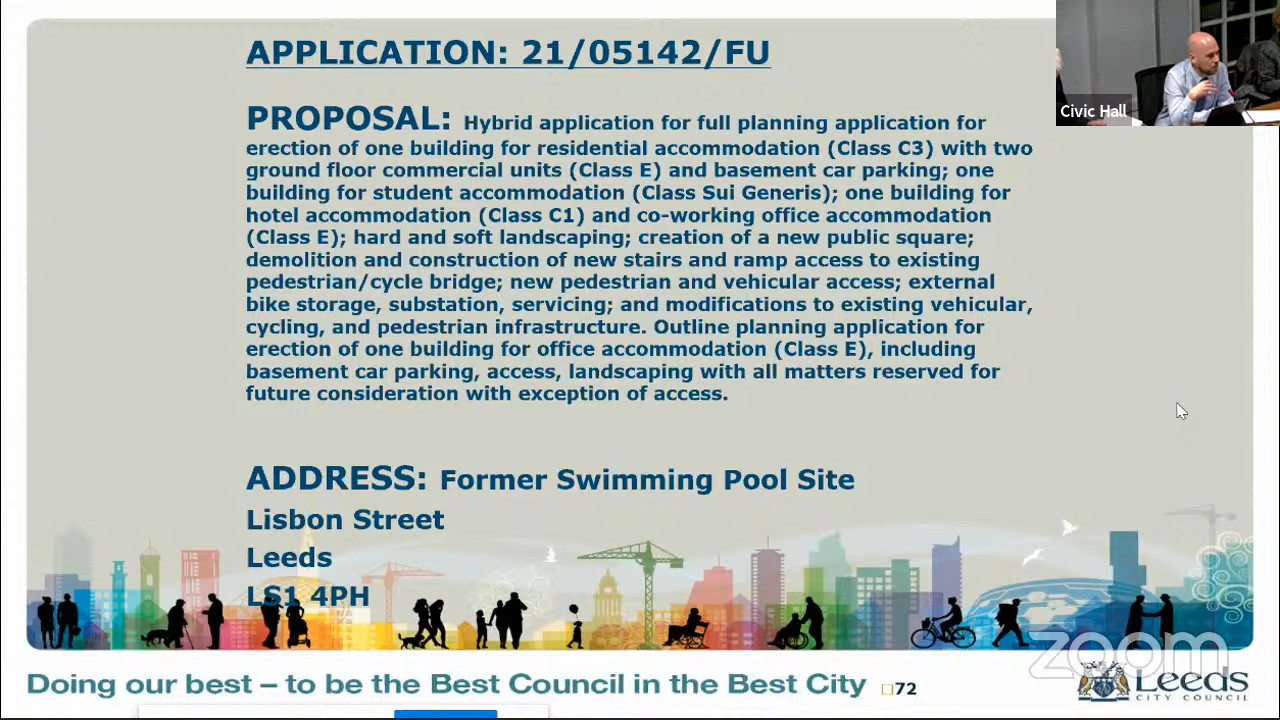 APPLICATION: 21/05142/FU
PROPOSAL: Hybrid application for full planning application for
erection of one building for residential accommodation (Class C3) with two
ground floor commercial units (Class E) and basement car parking; one
building for student accommodation (Class Sui Generis); one building for
hotel accommodation (Class C1) and co-working office accommodation
(Class E); hard and soft landscaping; creation of a new public square;
demolition and construction of new stairs and ramp access to existing
pedestrian/cycle bridge; new pedestrian and vehicular access; external
bike storage, substation, servicing; and modifications to existing vehicular,
cycling, and pedestrian infrastructure. Outline planning application for
erection of one building for office accommodation (Class E), including
basement car parking, access, landscaping with all matters reserved for
future consideration with exception of access.
ADDRESS: Former Swimming Pool Site
Lisbon Street
Leeds
LS1 4PH
Civic Hall
zoom
Doing our best – to be the Best Council in the Best City
72
Leeds
CITY COUNCIL